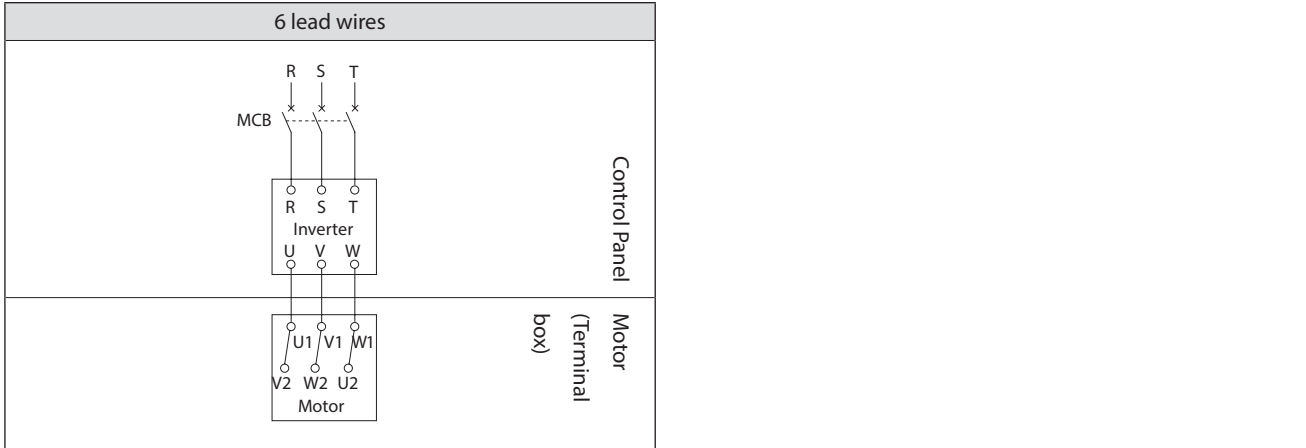 6 lead wires
R S T
MCB
R S T
Inverter
U V W
Control Panel
U1 V1 W1
V2 W2 U2
Motor
Motor
(Terminal
box)